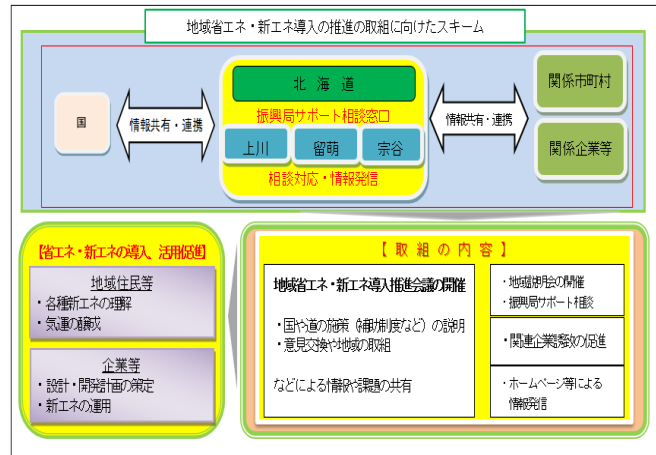 地域省エネ・新エネ導入の推進の取組に向けたスキーム
国
情報共有・連携
北 海 道
振興局サポート相談窓口
上川
留萌
宗谷
相談対応・情報発信
情報共有・連携
関係市町村
関係企業等
【省エネ・新エネの導入、活用促進】
地域住民等
・各種新エネの理解
・気運の醸成
企業等
・設計・開発計画の策定
・新エネの運用
【 取 組 の 内 容 】
地域省エネ・新エネ導入推進会議の開催
・国や道の施策（補助制度など）の説明
・意見交換や地域の取組
などによる情報や課題の共有
・地域説明会の開催
・振興局サポート相談
・関連企業誘致の促進
・ホームページ等による
情報発信